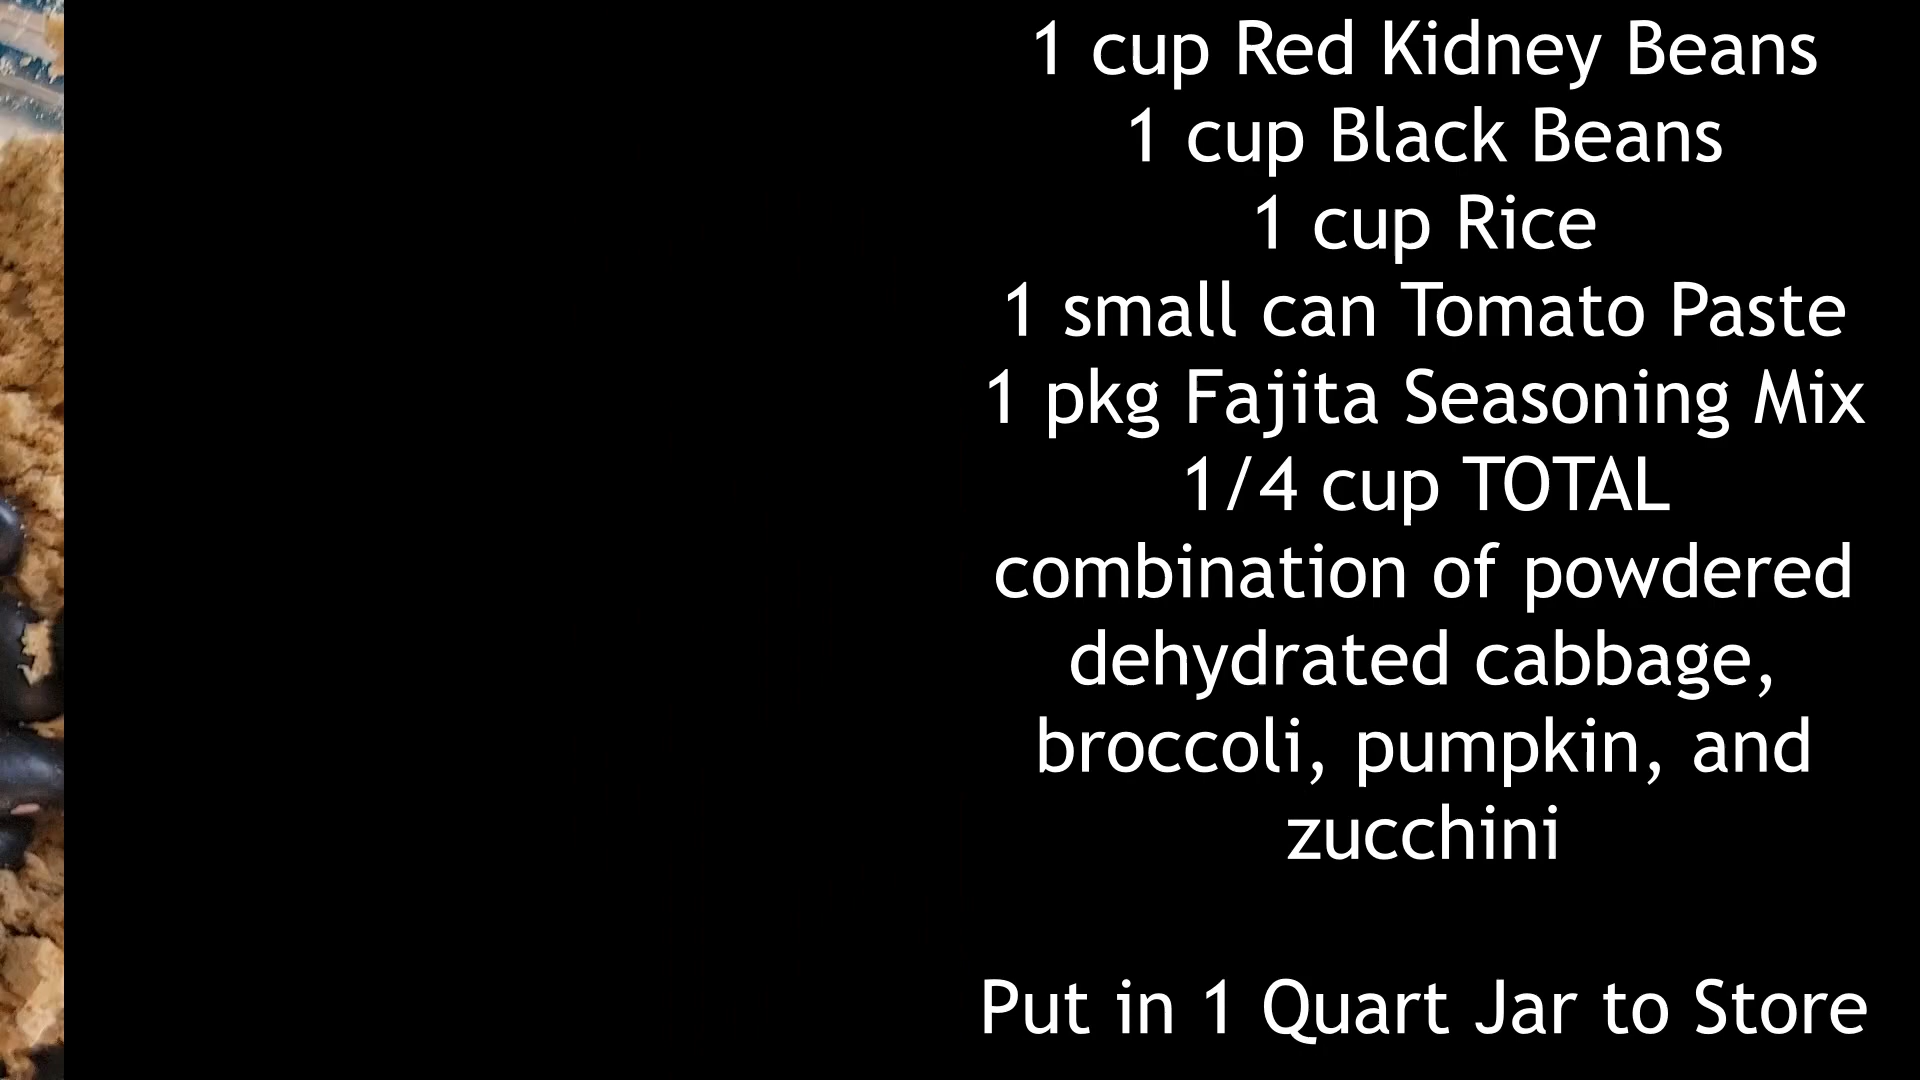 1 cup Red Kidney Beans
1 cup Black Beans
1 cup Rice
1 small can Tomato Paste
1 pkg Fajita Seasoning Mix
1/4 cup TOTAL
combination of powdered
dehydrated cabbage,
broccoli, pumpkin, and
zucchini
Put in 1 Quart Jar to Store